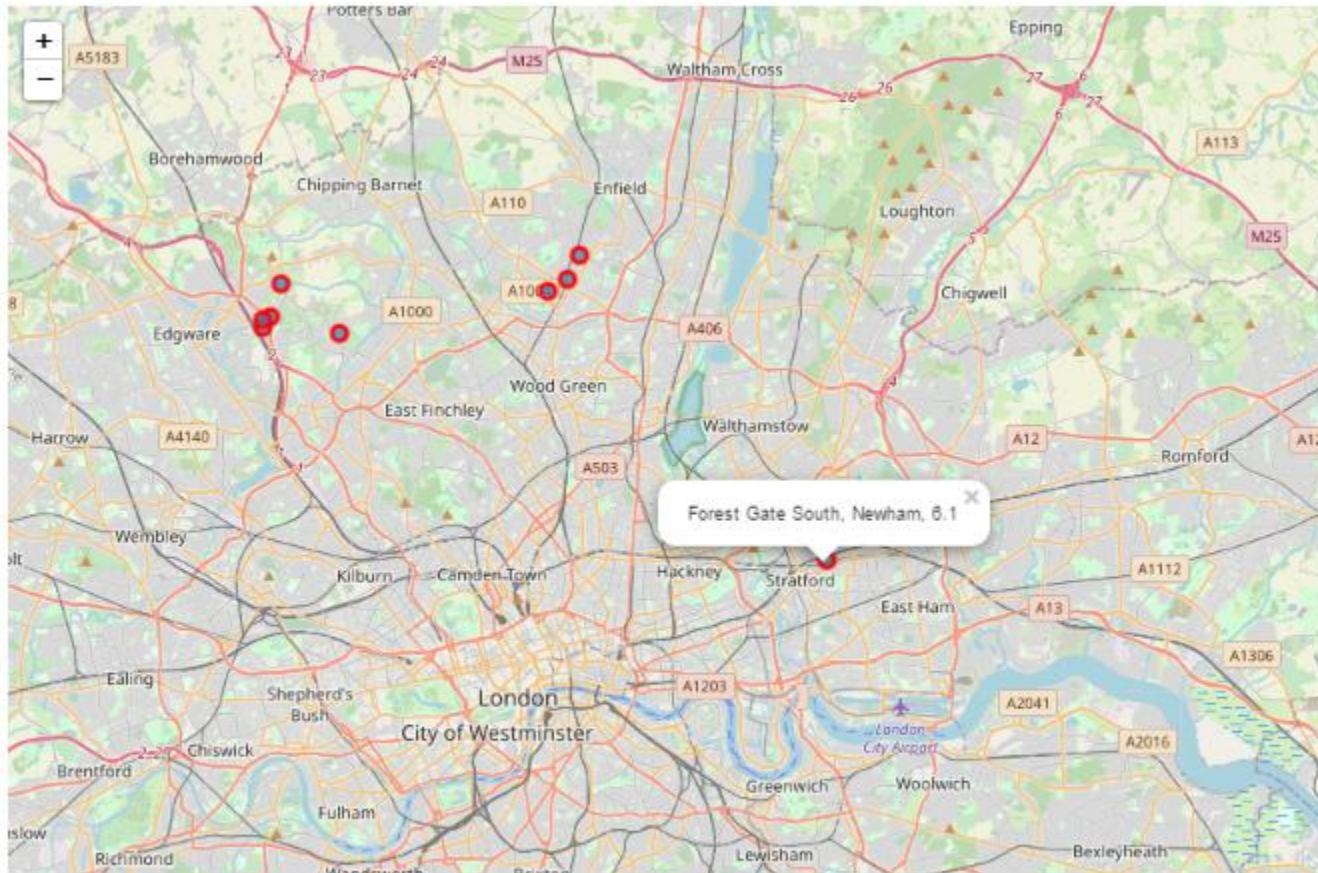 Potters Bar
Epping
+
−
A5183
23
23
24
24
M25
Waltham Cross
26
26
27
27
6
6
A113
Borehamwood
Chipping Barnet
Enfield
A110
Loughton
M25
4
5
Chigwell
A1000
Edgware
A406
4
Wood Green
East Finchley
Walthamstow
Harrow
A4140
A12
A503
Romford
Forest Gate South, Newham, 6.1
×
Wembley
Kilburn
Camden Town
Hackney
Stratford
A1112
East Ham
A13
A1306
Ealing
Shepherd's
Bush
A1203
London
London
City Airport
A2041
City of Westminster
A2016
Chiswick
Brentford
Greenwich
Woolwich
Fulham
Richmond
Lewisham
Bexleyheath